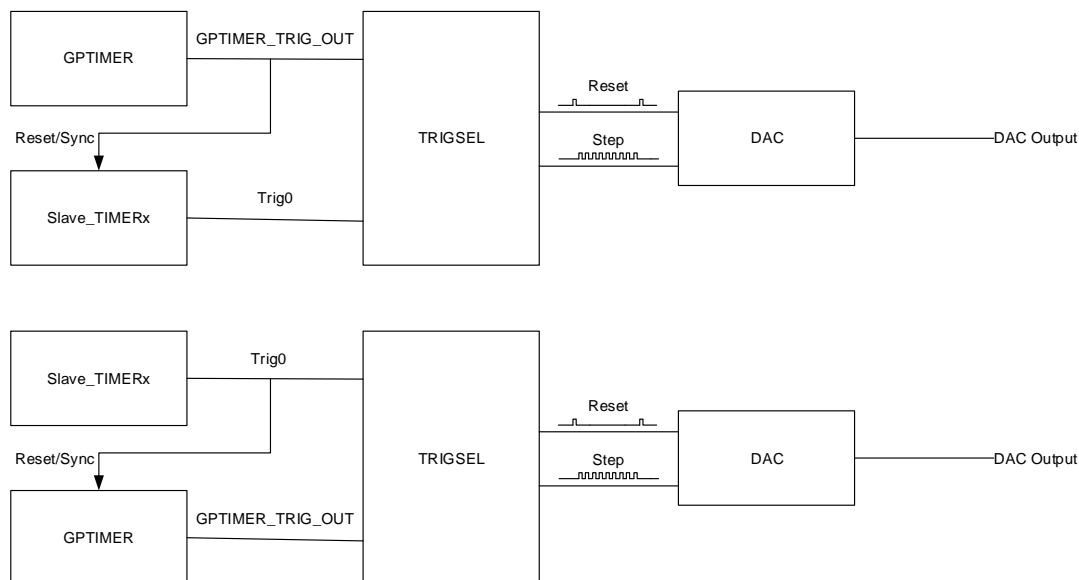 GPTIMER
GPTIMER_TRIG_OUT
Reset/Sync
Slave_TIMERx
Trig0
TRIGSEL
Reset
Step
DAC
DAC Output
Slave_TIMERx
Trig0
Reset/Sync
GPTIMER
GPTIMER_TRIG_OUT
TRIGSEL
Reset
Step
DAC
DAC Output